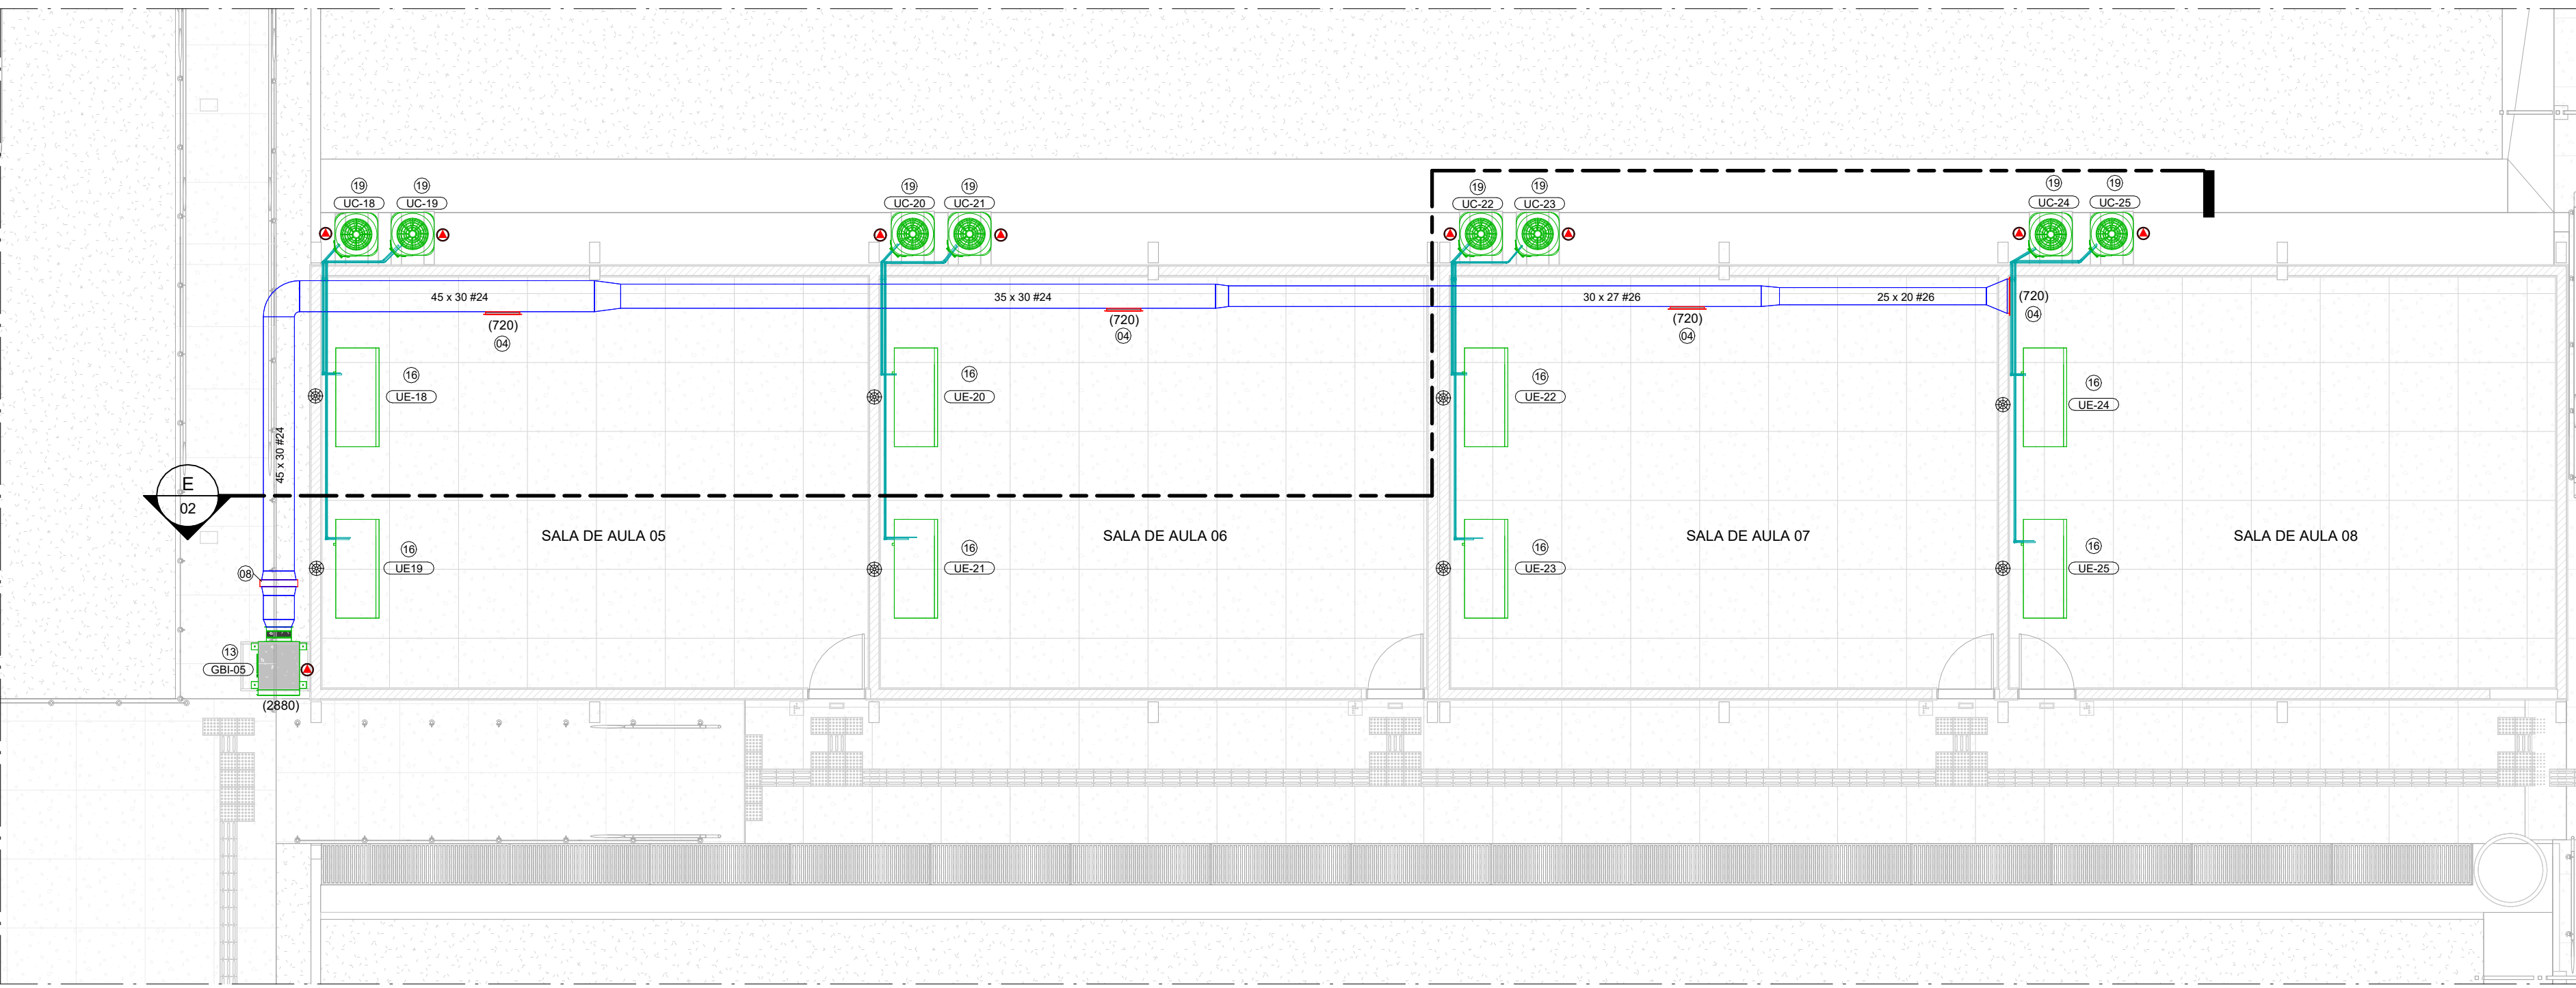 19
19
19
19
19
19
19
19
UC-18
UC-19
UC-20
UC-21
UC-22
UC-23
UC-24
UC-25
45 x 30 #24
35 x 30 #24
30 x 27 #26
25 x 20 #26
(720)
04
(720)
04
(720)
04
(720)
04
16
UE-18
16
UE-20
16
UE-22
16
UE-24
45 x 30 #24
E
02
SALA DE AULA 05
SALA DE AULA 06
SALA DE AULA 07
SALA DE AULA 08
16
UE19
16
UE-21
16
UE-23
16
UE-25
08
13
GBI-05
(2880)